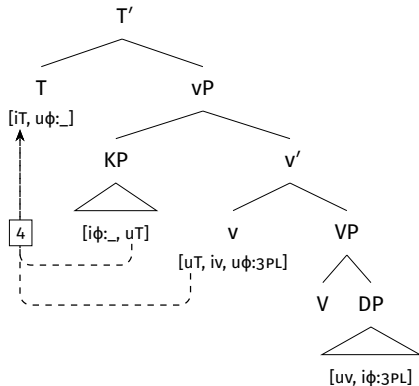 T′
T vP
[iT, uϕ:_]
KP v′
4 [iϕ:_, uT] v VP
[uT, iv, uϕ:3PL]
V DP
[uv, iϕ:3PL]